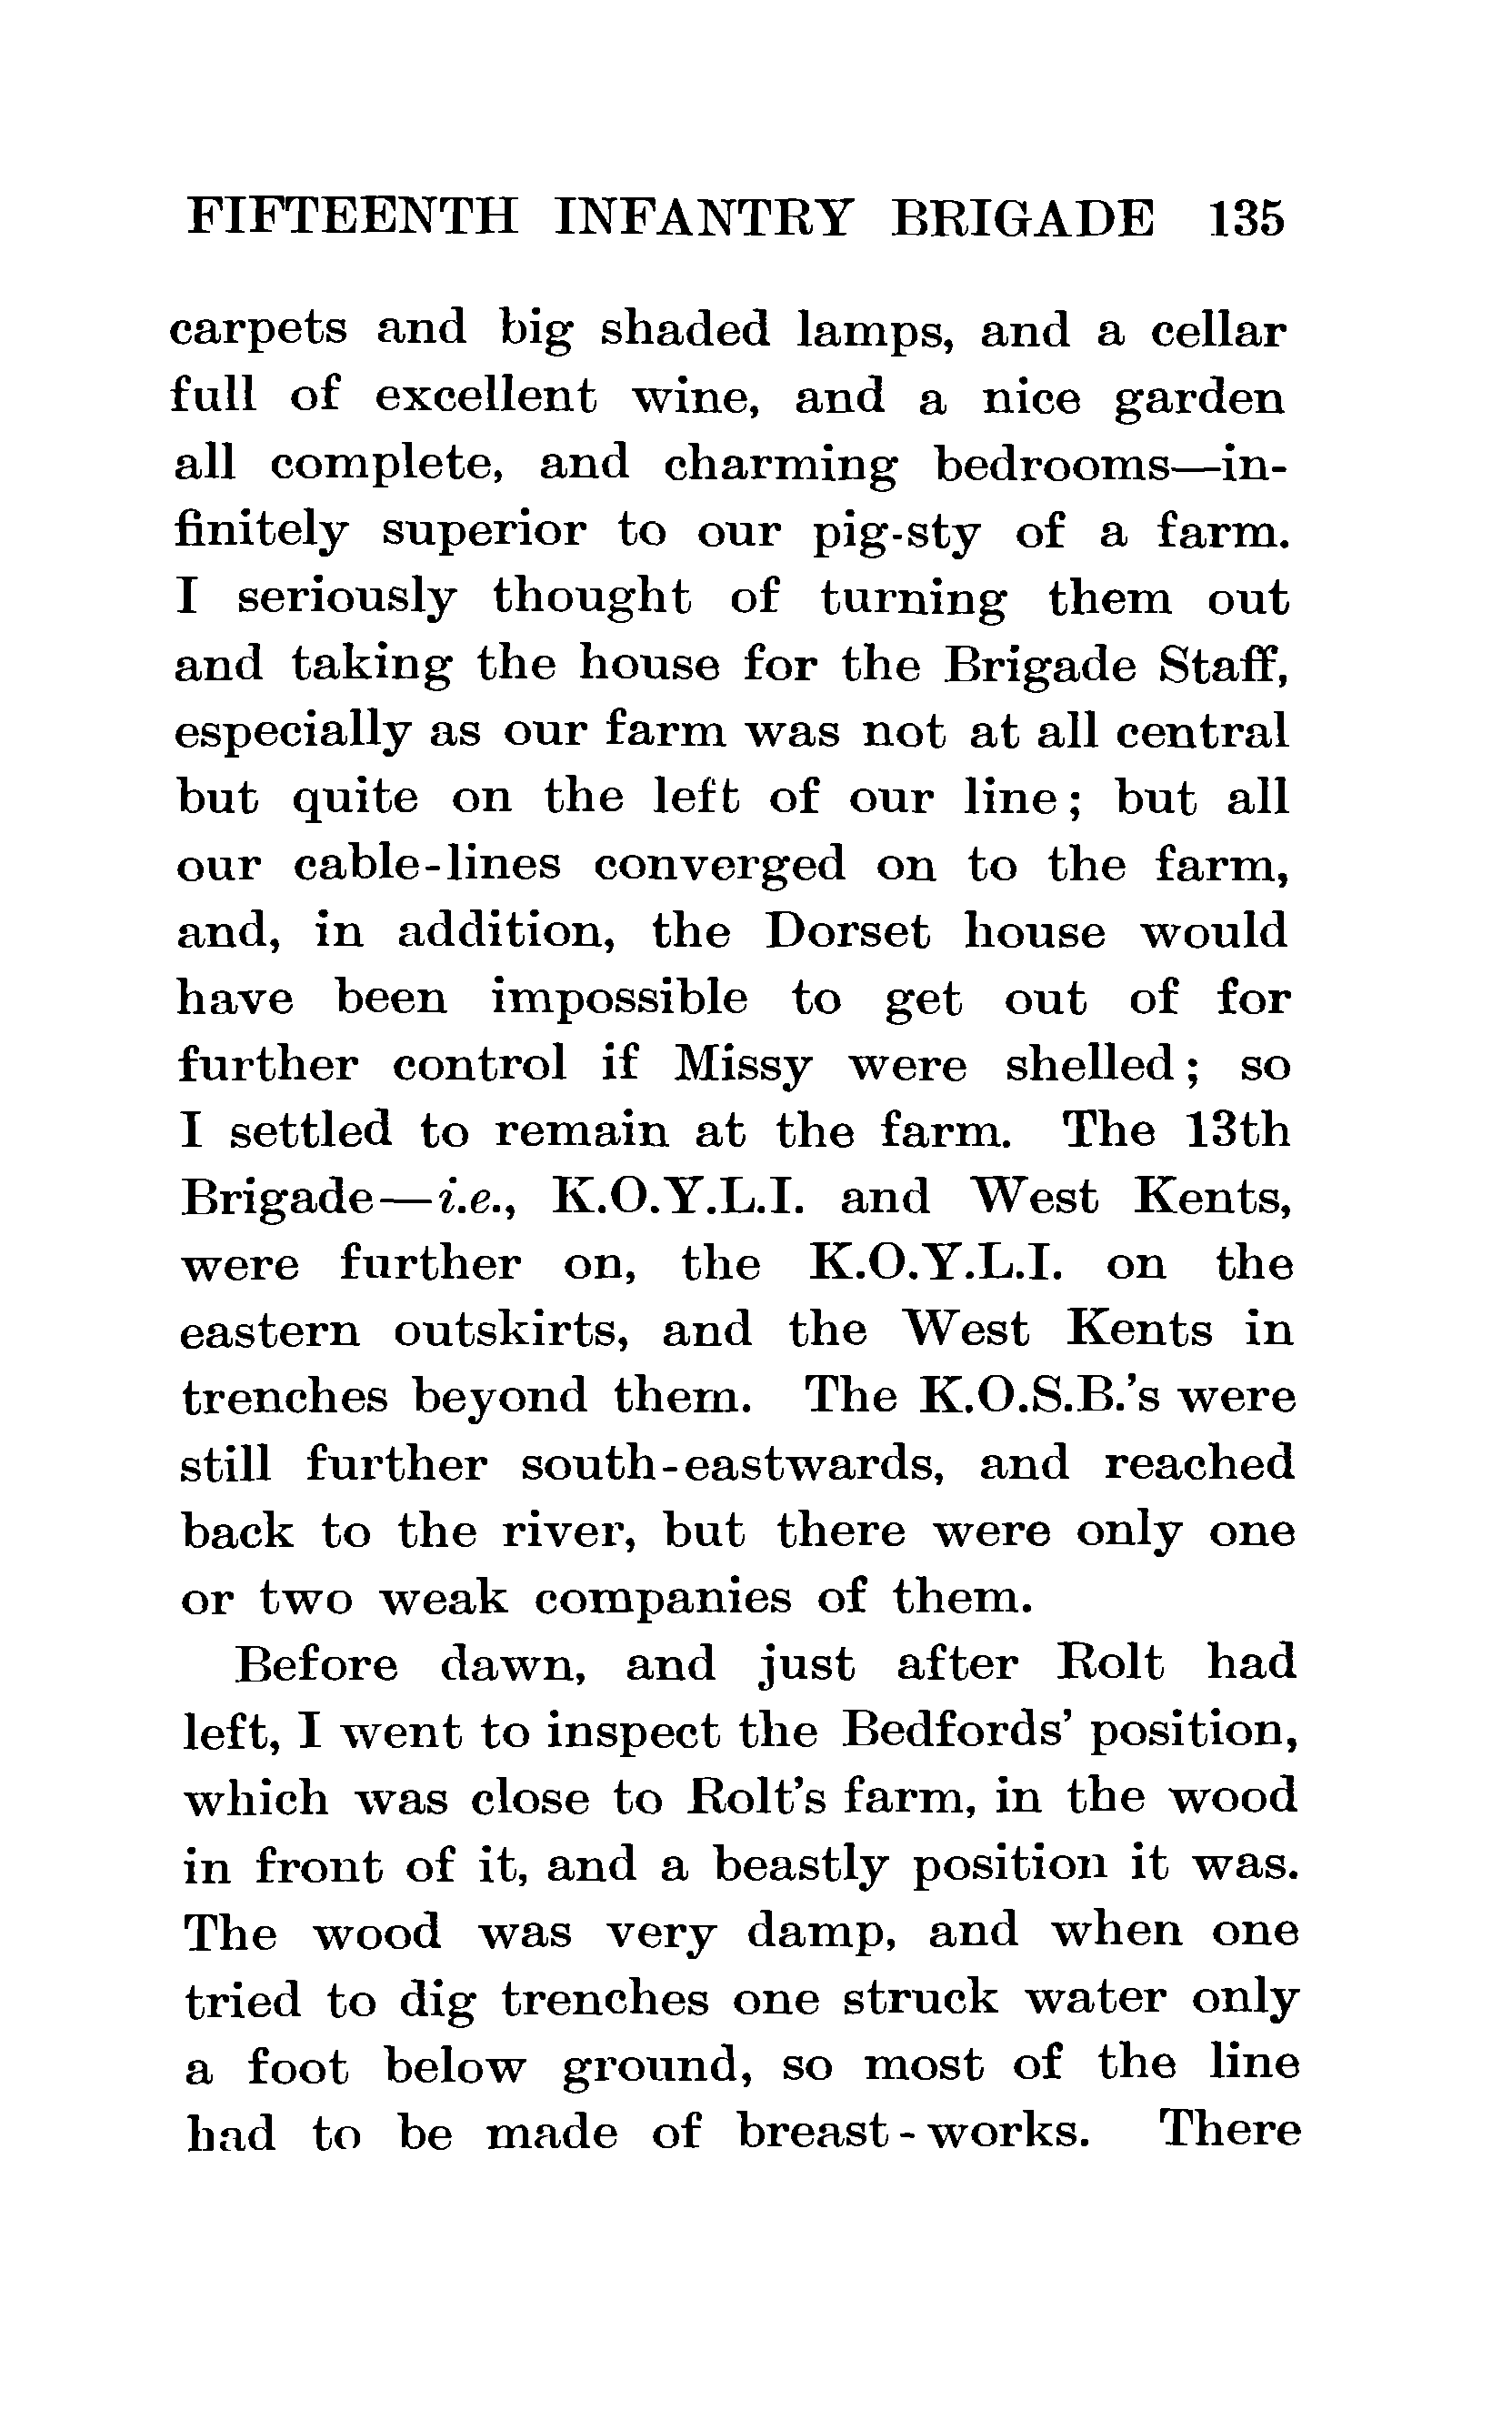 FIFTEENTH INFANTRY BRIGADE 135
carpets and big shaded lamps, and a cellar
full of excellent wine, and a nice garden
all complete, and charming bedrooms—in-
finitely superior to our pig-sty of a farm.
I seriously thought of turning them out
and taking the house for the Brigade Staff,
especially as our farm was not at all central
but quite on the left of our line; but all
our cable-lines converged on to the farm,
and, in addition, the Dorset house would
have been impossible to get out of for
further control if Missy were shelled; so
I settled to remain at the farm. The 13th
Brigade—i.e., K.O.Y.L.I. and West Kents,
were further on, the K.O.Y.L.I. on the
eastern outskirts, and the West Kents in
trenches beyond them. The K.O.S.B.'s were
still further south-eastwards, and reached
back to the river, but there were only one
or two weak companies of them.
Before dawn, and just after Rolt had
left, I went to inspect the Bedfords' position,
which was close to Rolt's farm, in the wood
in front of it, and a beastly position it was.
The wood was very damp, and when one
tried to dig trenches one struck water only
a foot below ground, so most of the line
had to be made of breast-works. There